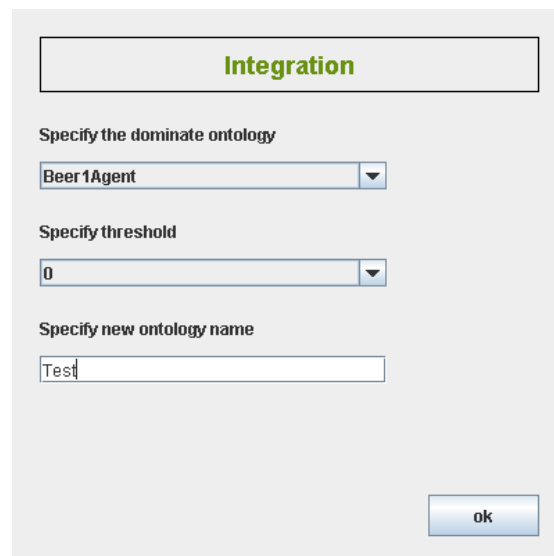 Integration
Specify the dominate ontology
Beer1Agent
Specify threshold
0
Specify new ontology name
Test
ok